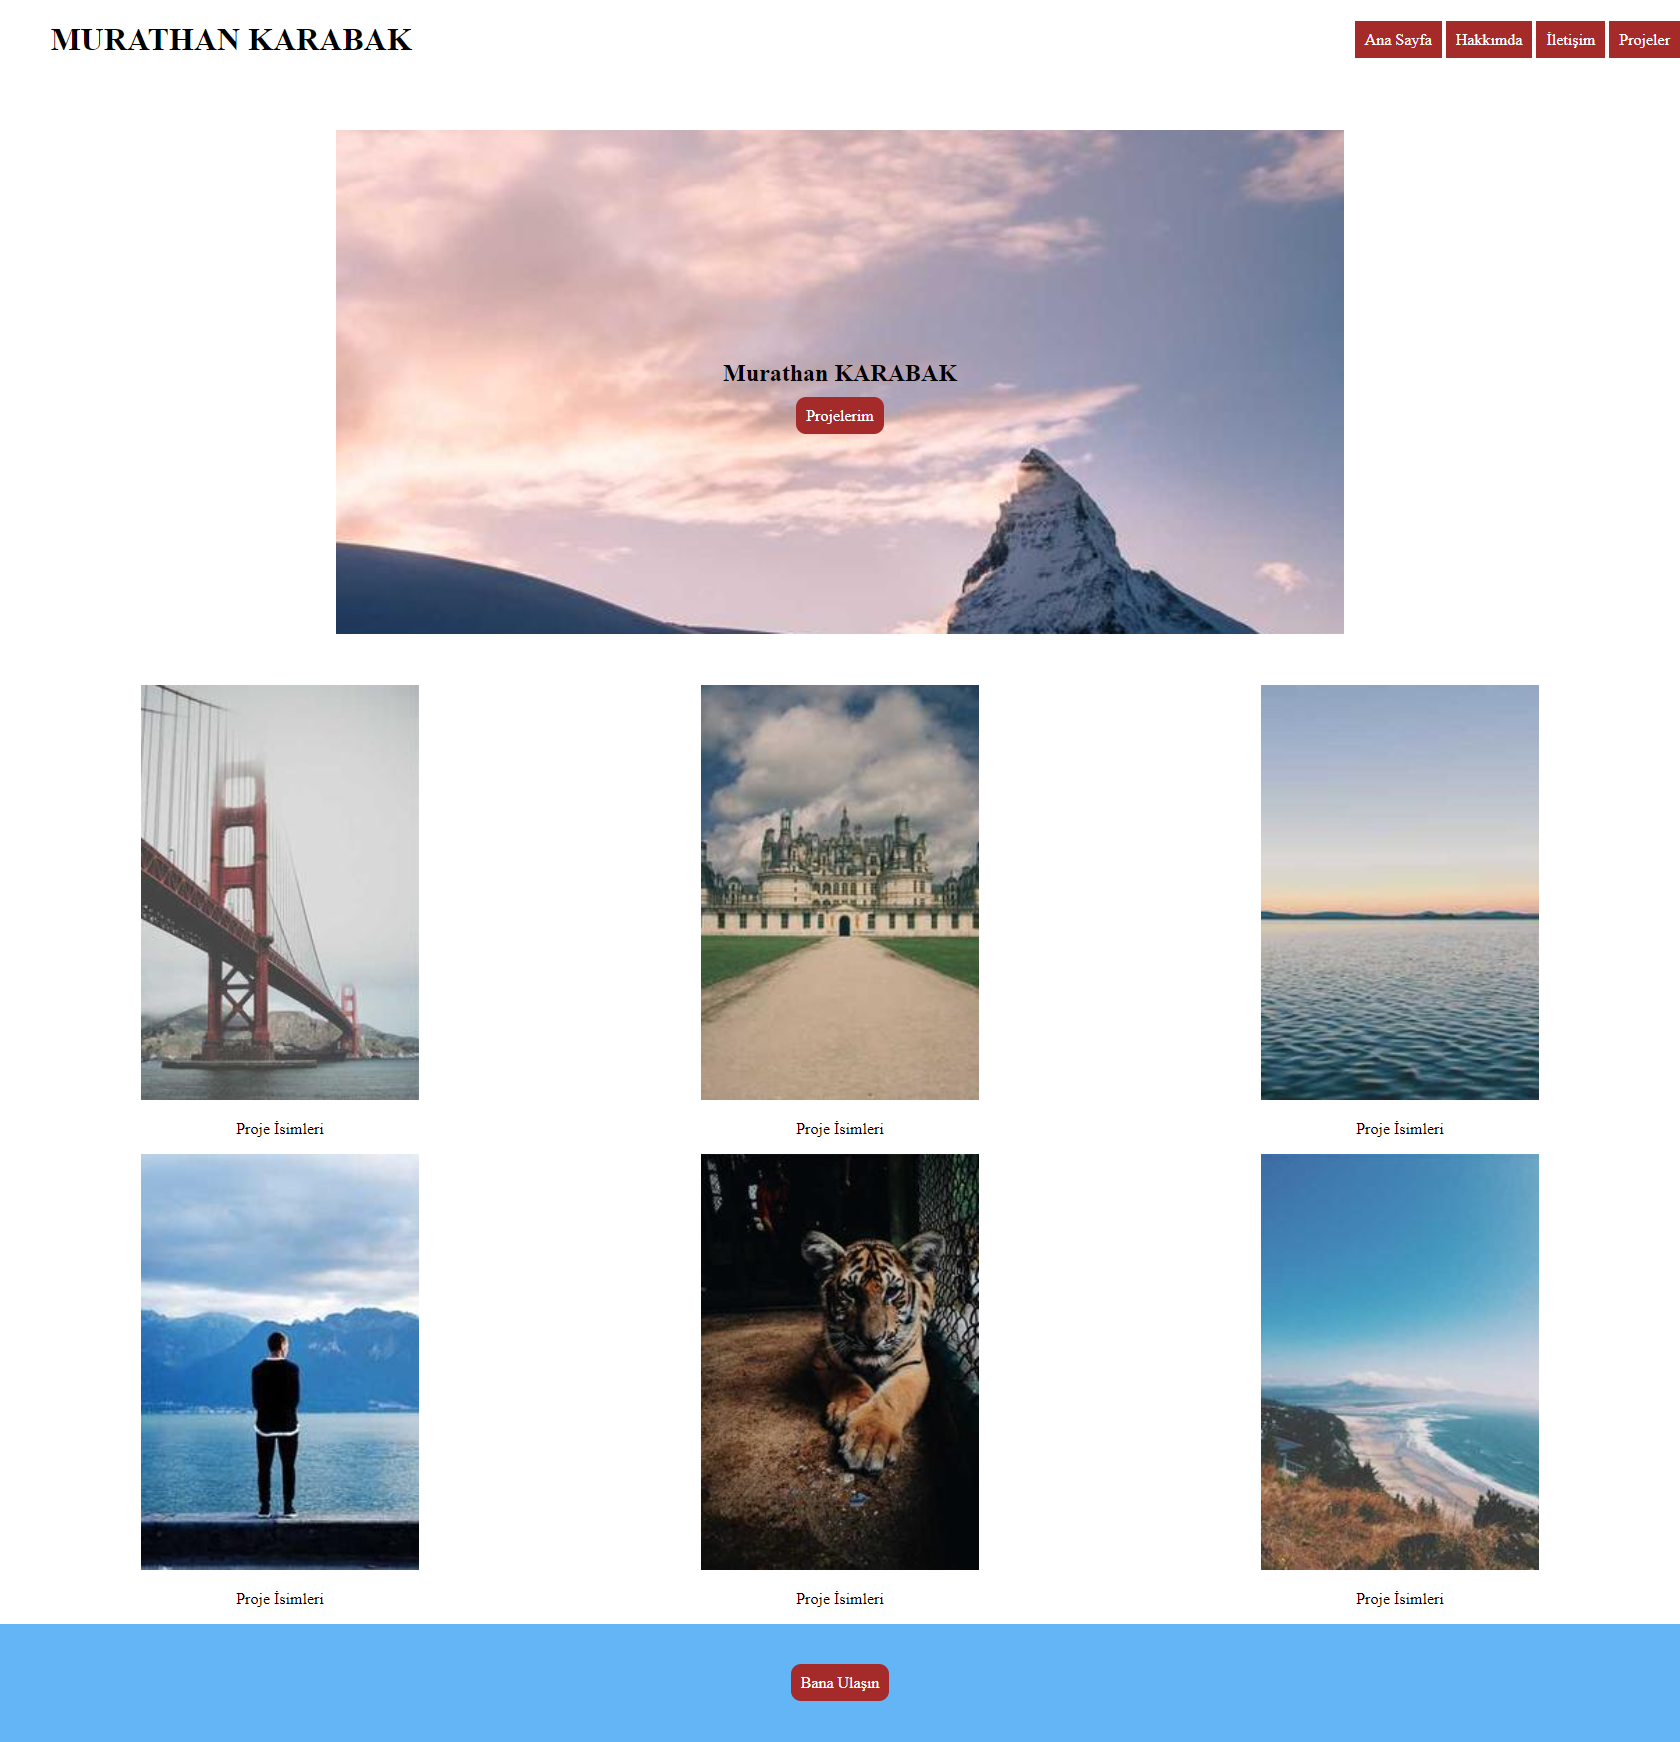 MURATHAN KARABAK
Ana Sayfa Hakkımda İletişim Projeler
Murathan KARABAK
Projelerim
Proje İsimleri Proje İsimleri Proje İsimleri
Proje İsimleri Proje İsimleri Proje İsimleri
Bana Ulaşın